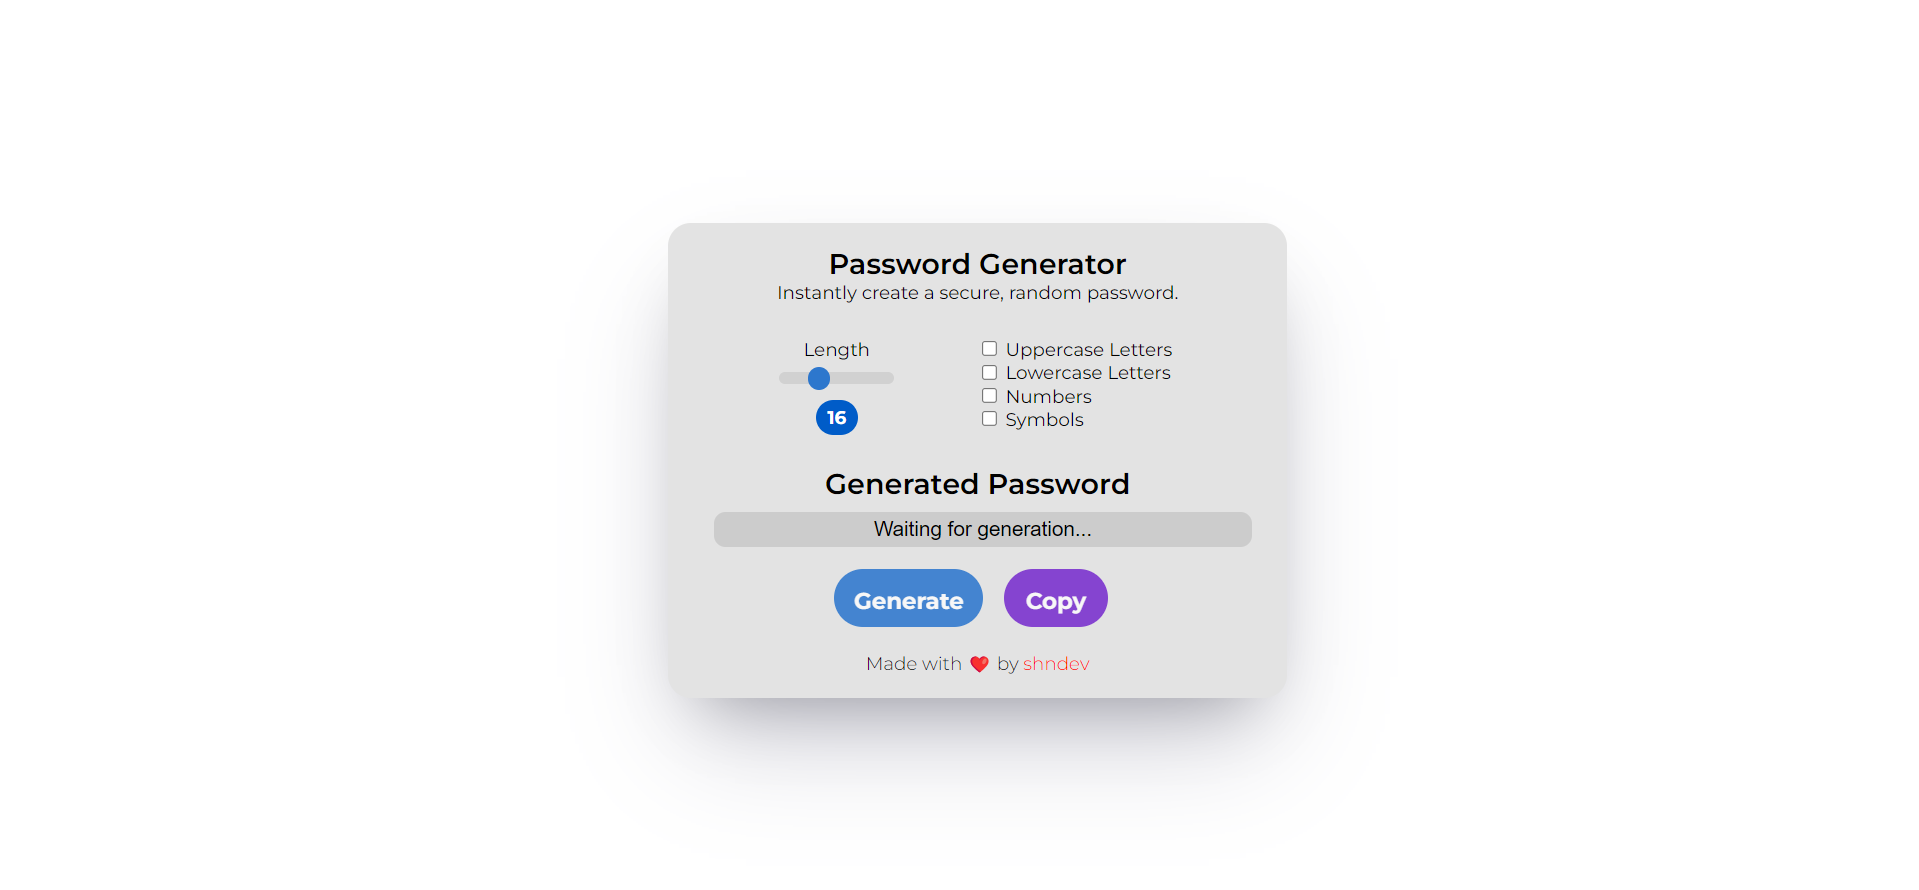 Password Generator
Instantly create a secure, random password.
Length
16
Uppercase Letters
Lowercase Letters
Numbers
Symbols
Generated Password
Waiting for generation...
Generate
Copy
Made with ❤️ by shndev